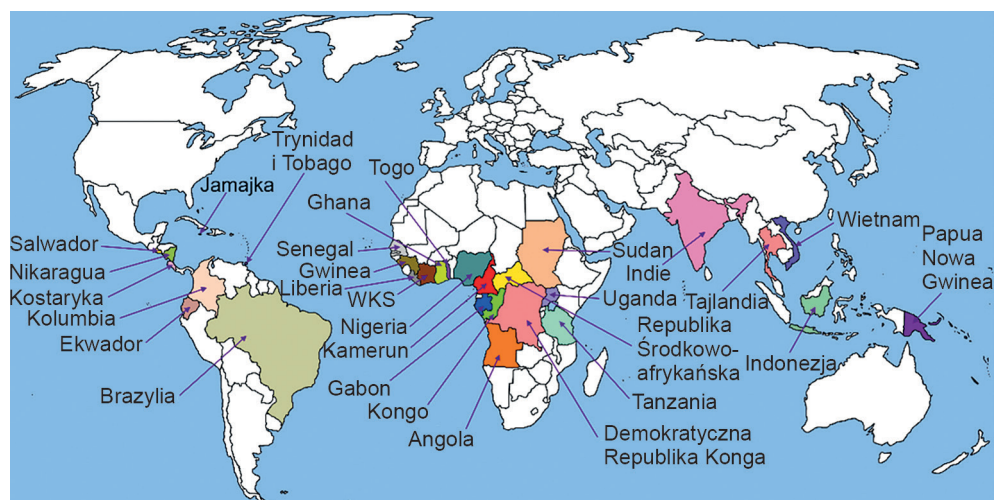 Trynidad
i Tobago
Togo
Jamajka
Ghana
Salwador
Nikaragua
Kostaryka
Kolumbia
Ekwador
Brazylia
Senegal
Gwinea
Liberia
WKS
Nigeria
Kamerun
Gabon
Kongo
Angola
Sudan
Indie
Uganda
Tajlandia
Republika
Środkowo-
afrykańska
Tanzania
Demokratyczna
Republika Konga
Wietnam
Papua
Nowa
Gwinea
Indonezja